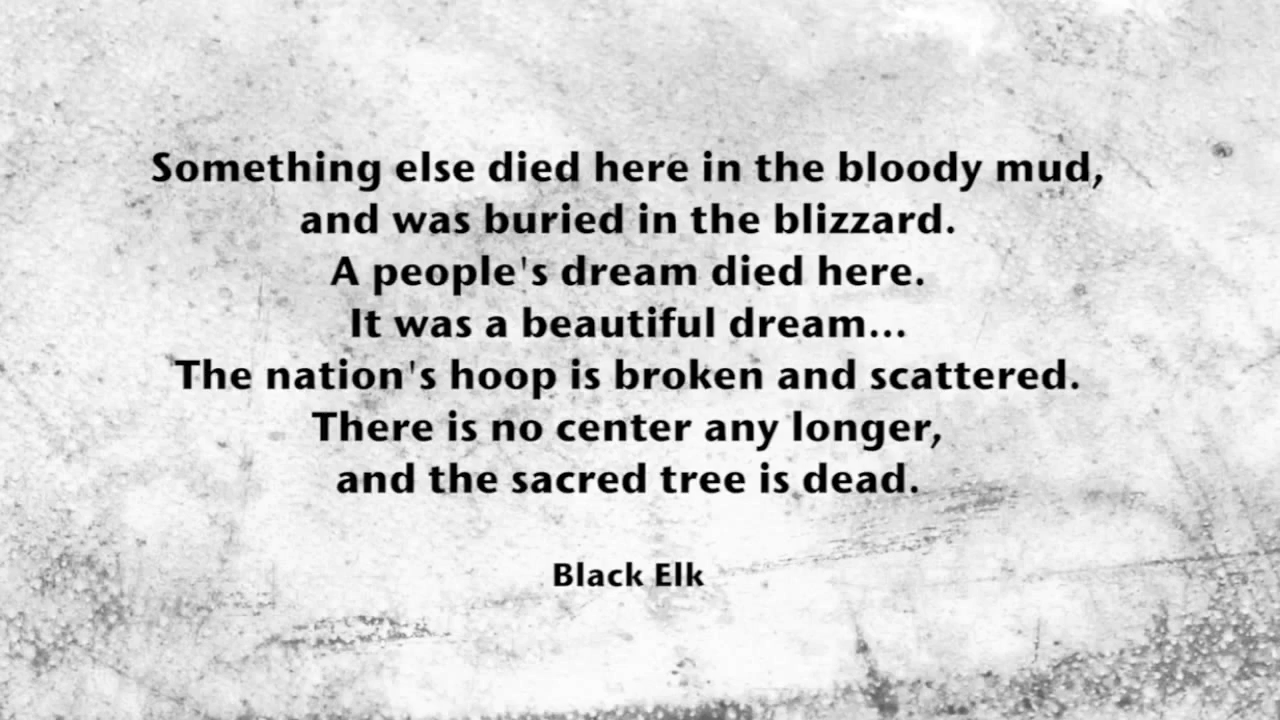 Something else died here in the bloody mud,
and was buried in the blizzard.
A people's dream died here.
It was a beautiful dream...
The nation's hoop is broken and scattered.
There is no center any longer,
and the sacred tree is dead.
Black Elk